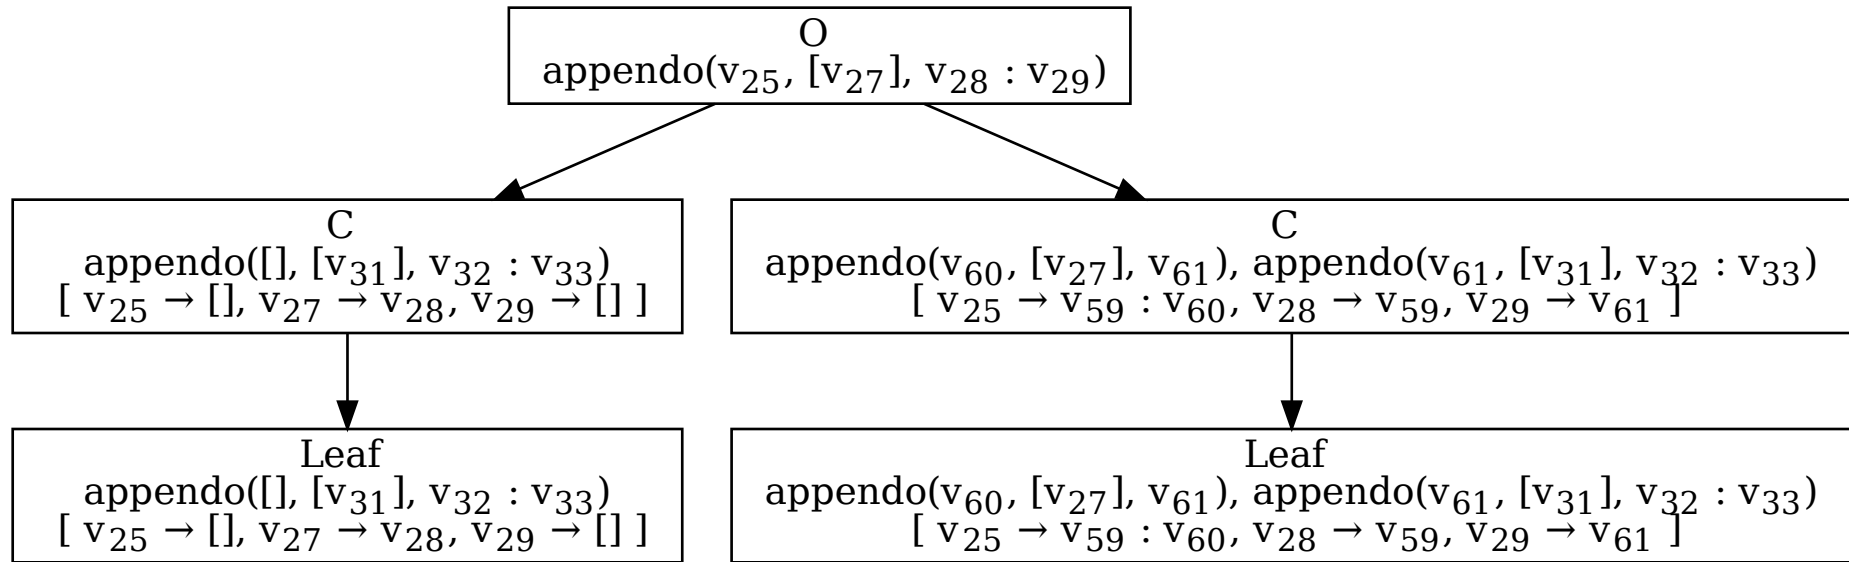 O
appendo(v₂₅, [v₂₇], v₂₈ : v₂₉)
C
appendo([], [v₃₁], v₃₂ : v₃₃)
[ v₂₅ → [], v₂₇ → v₂₈, v₂₉ → [] ]
C
appendo(v₆₀, [v₂₇], v₆₁), appendo(v₆₁, [v₃₁], v₃₂ : v₃₃)
[ v₂₅ → v₅₉ : v₆₀, v₂₈ → v₅₉, v₂₉ → v₆₁ ]
Leaf
appendo([], [v₃₁], v₃₂ : v₃₃)
[ v₂₅ → [], v₂₇ → v₂₈, v₂₉ → [] ]
Leaf
appendo(v₆₀, [v₂₇], v₆₁), appendo(v₆₁, [v₃₁], v₃₂ : v₃₃)
[ v₂₅ → v₅₉ : v₆₀, v₂₈ → v₅₉, v₂₉ → v₆₁ ]